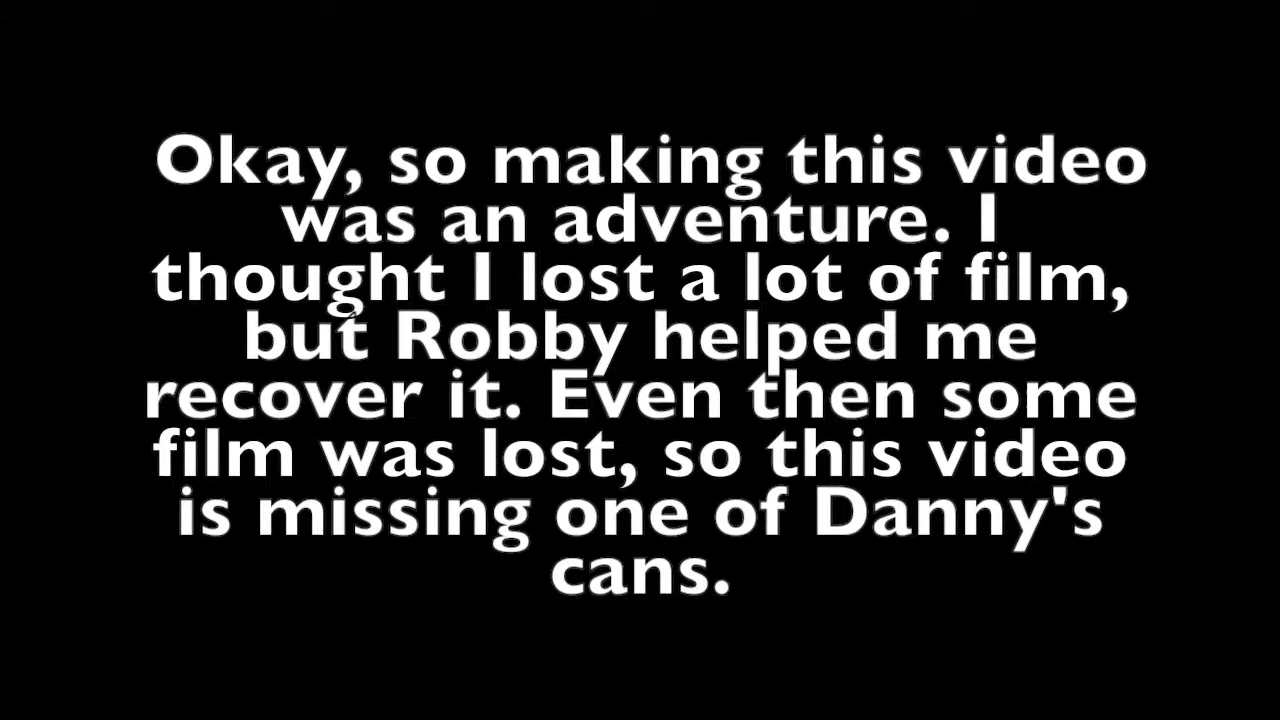 Okay, so making this video
was an adventure. I
thought I lost a lot of film,
but Robby helped me
recover it. Even then some
film was lost, so this video
is missing one of Danny's
cans.